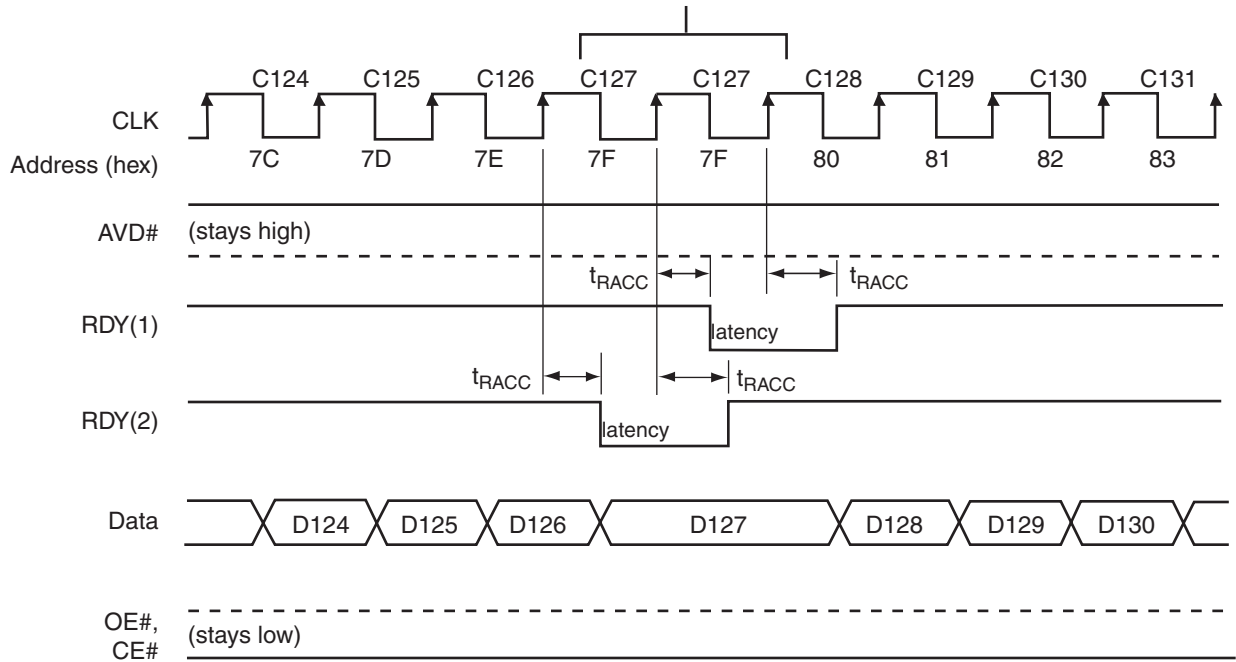 C124 C125 C126 C127 C127 C128 C129 C130 C131
CLK
Address (hex) 7C 7D 7E 7F 7F 80 81 82 83
AVD# (stays high)
tRACC tRACC
RDY(1) latency
tRACC tRACC
RDY(2) latency
Data D124 D125 D126 D127 D128 D129 D130
OE#,
CE# (stays low)